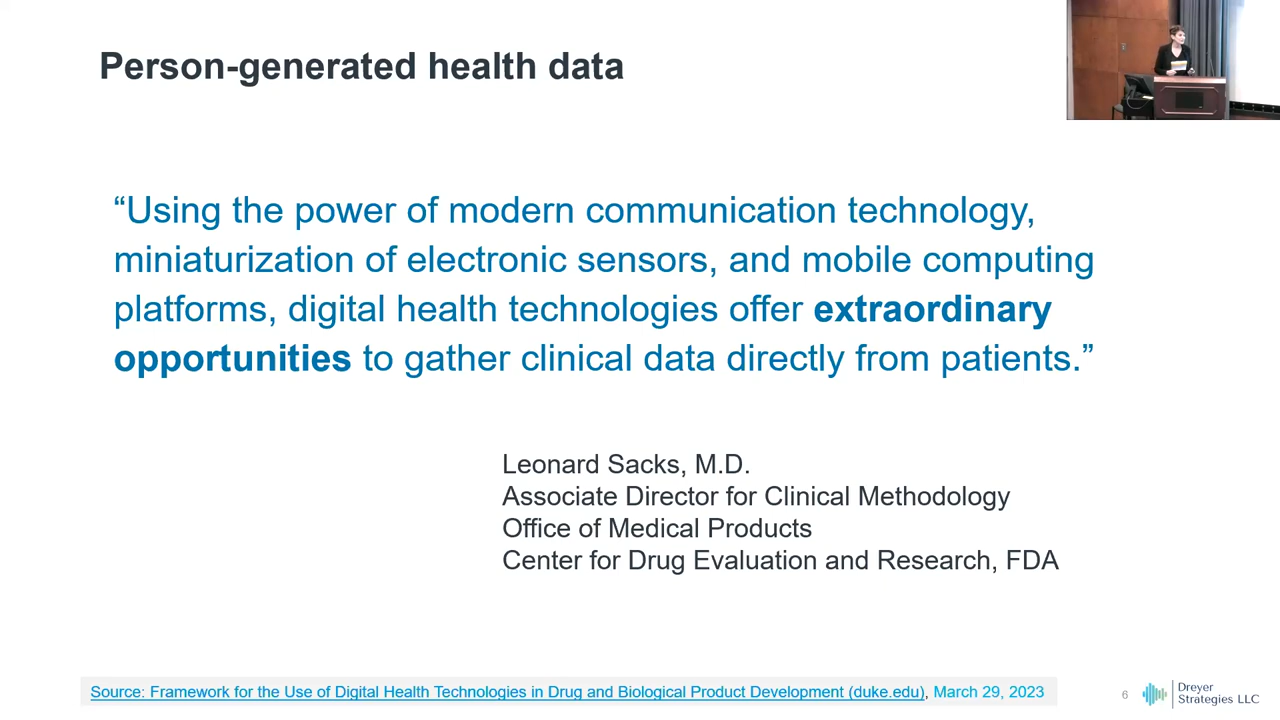 Person-generated health data
“Using the power of modern communication technology,
miniaturization of electronic sensors, and mobile computing
platforms, digital health technologies offer extraordinary
opportunities to gather clinical data directly from patients.”
Leonard Sacks, M.D.
Associate Director for Clinical Methodology
Office of Medical Products
Center for Drug Evaluation and Research, FDA
Source: Framework for the Use of Digital Health Technologies in Drug and Biological Product Development (duke.edu), March 29, 2023
6
Dreyer
Strategies LLC